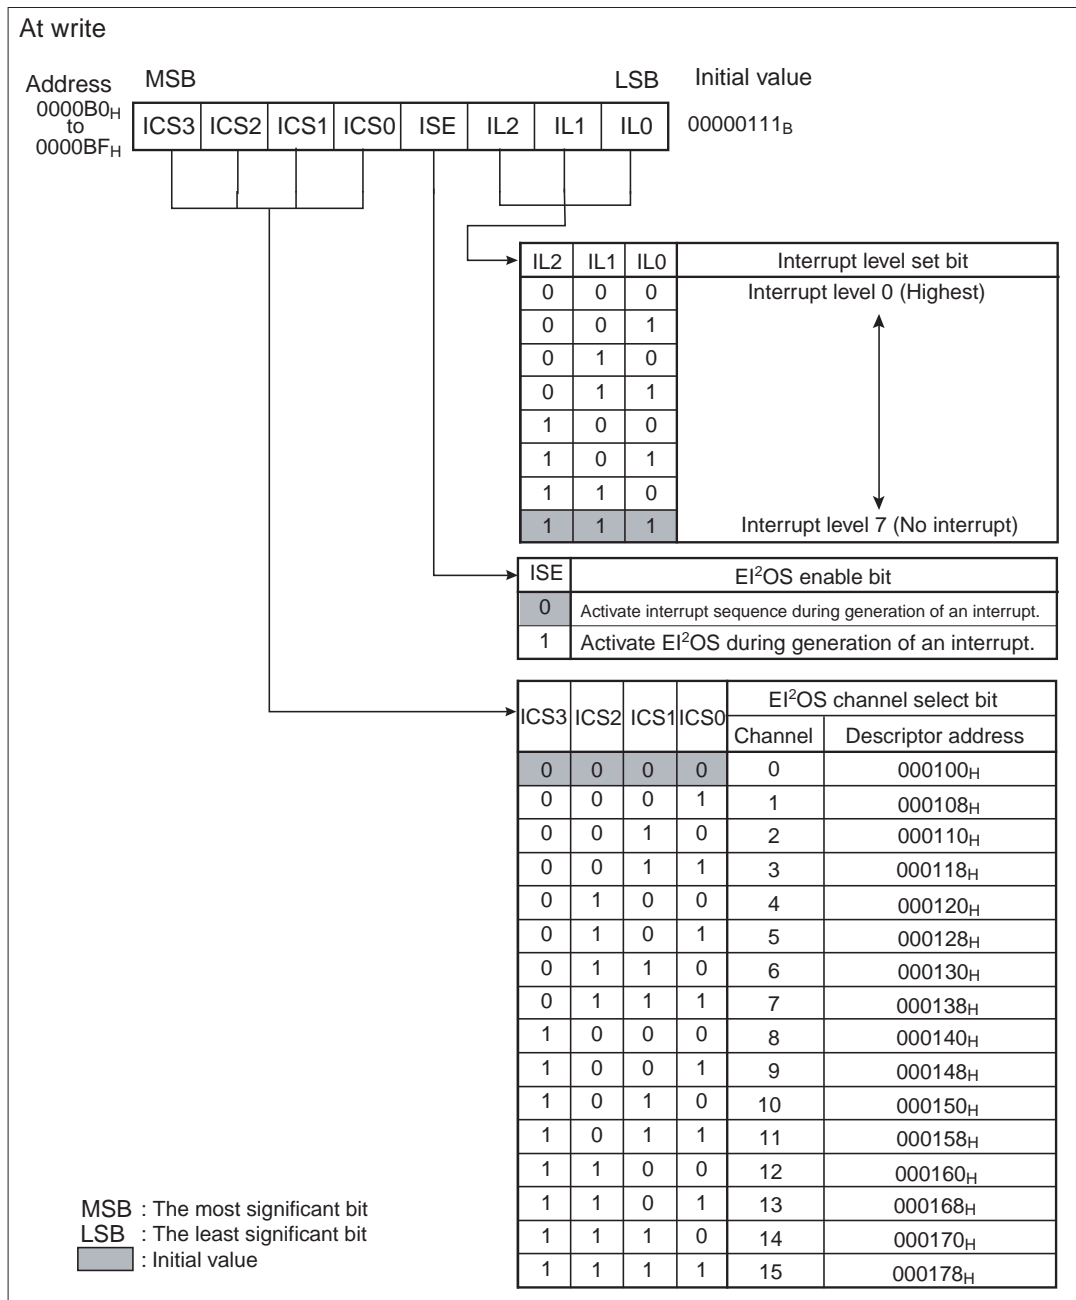 At write
Address MSB LSB Initial value
0000B0H
to
0000BFH
ICS3 ICS2 ICS1 ICS0 ISE IL2 IL1 IL0 00000111B
IL2 IL1 IL0 Interrupt level set bit
0 0 0 Interrupt level 0 (Highest)
0 0 1
0 1 0
0 1 1
1 0 0
1 0 1
1 1 0
1 1 1 Interrupt level 7 (No interrupt)
ISE EI²OS enable bit
0 Activate interrupt sequence during generation of an interrupt.
1 Activate EI²OS during generation of an interrupt.
ICS3 ICS2 ICS1 ICS0 EI²OS channel select bit
Channel Descriptor address
0 0 0 0 0 000100H
0 0 0 1 1 000108H
0 0 1 0 2 000110H
0 0 1 1 3 000118H
0 1 0 0 4 000120H
0 1 0 1 5 000128H
0 1 1 0 6 000130H
0 1 1 1 7 000138H
1 0 0 0 8 000140H
1 0 0 1 9 000148H
1 0 1 0 10 000150H
1 0 1 1 11 000158H
1 1 0 0 12 000160H
1 1 0 1 13 000168H
1 1 1 0 14 000170H
1 1 1 1 15 000178H
MSB : The most significant bit
LSB : The least significant bit
: Initial value